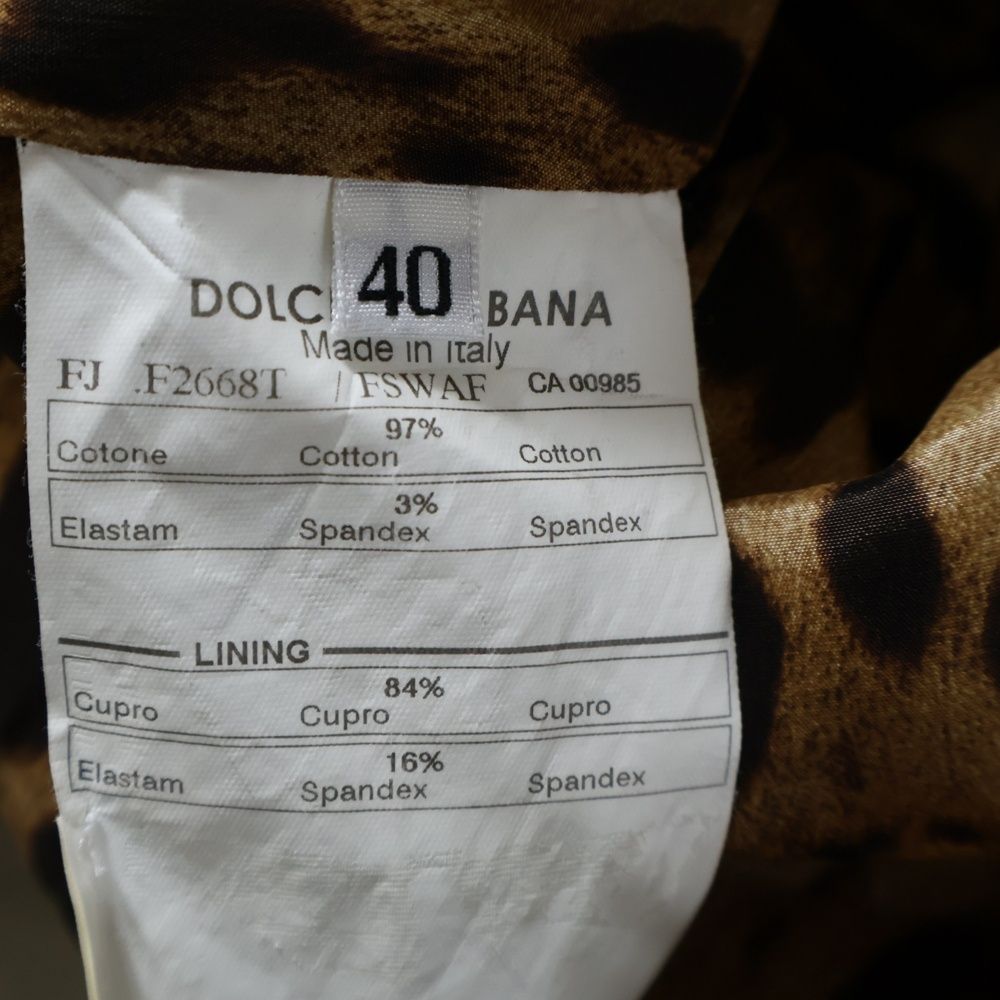 40
DOLC BANA
Made in Italy
FJ .F2668T / FSWAF CA 00985
97%
Cotone Cotton Cotton
3%
Elastam Spandex Spandex
LINING
84%
Cupro Cupro Cupro
16%
Elastam Spandex Spandex